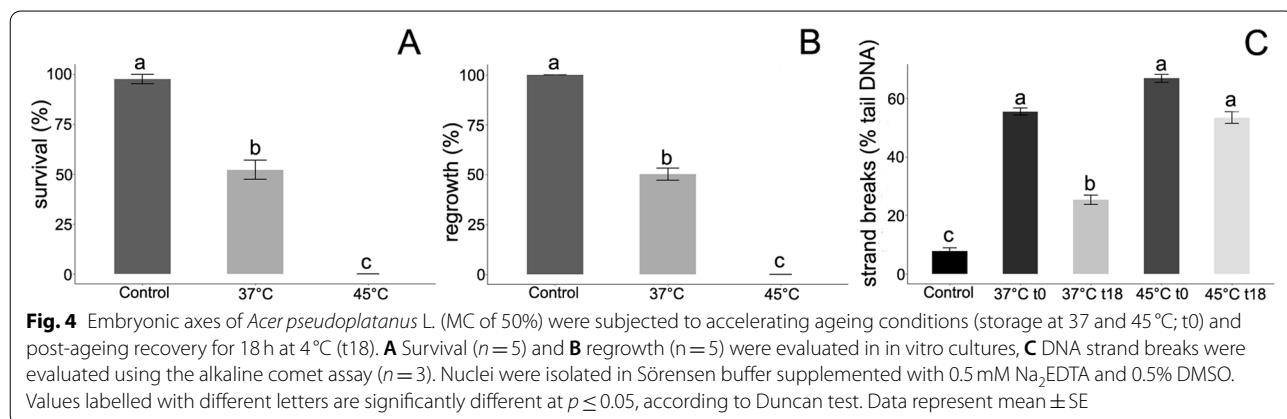 A
a
100
75
b
50
25
c
0
survival (%)
Control 37°C 45°C
B
a
100
75
b
50
25
c
0
regrowth (%)
Control 37°C 45°C
C
a
a
a
60
40
b
20
c
0
strand breaks (% tail DNA)
Control 37°C t0 37°C t18 45°C t0 45°C t18
Fig. 4 Embryonic axes of Acer pseudoplatanus L. (MC of 50%) were subjected to accelerating ageing conditions (storage at 37 and 45 °C; t0) and
post-ageing recovery for 18 h at 4 °C (t18). A Survival (n = 5) and B regrowth (n = 5) were evaluated in in vitro cultures, C DNA strand breaks were
evaluated using the alkaline comet assay (n = 3). Nuclei were isolated in Sörensen buffer supplemented with 0.5 mM Na₂EDTA and 0.5% DMSO.
Values labelled with different letters are significantly different at p ≤ 0.05, according to Duncan test. Data represent mean ± SE